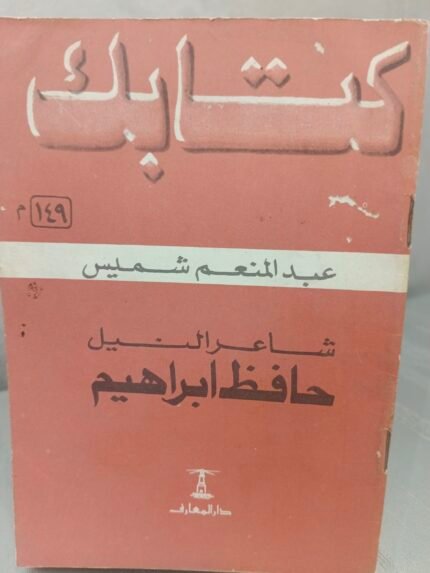 كتابك
١٤٩ م
عبد المنعم شميس
شاعر النيل
حافظ ابراهيم
دار المعارف